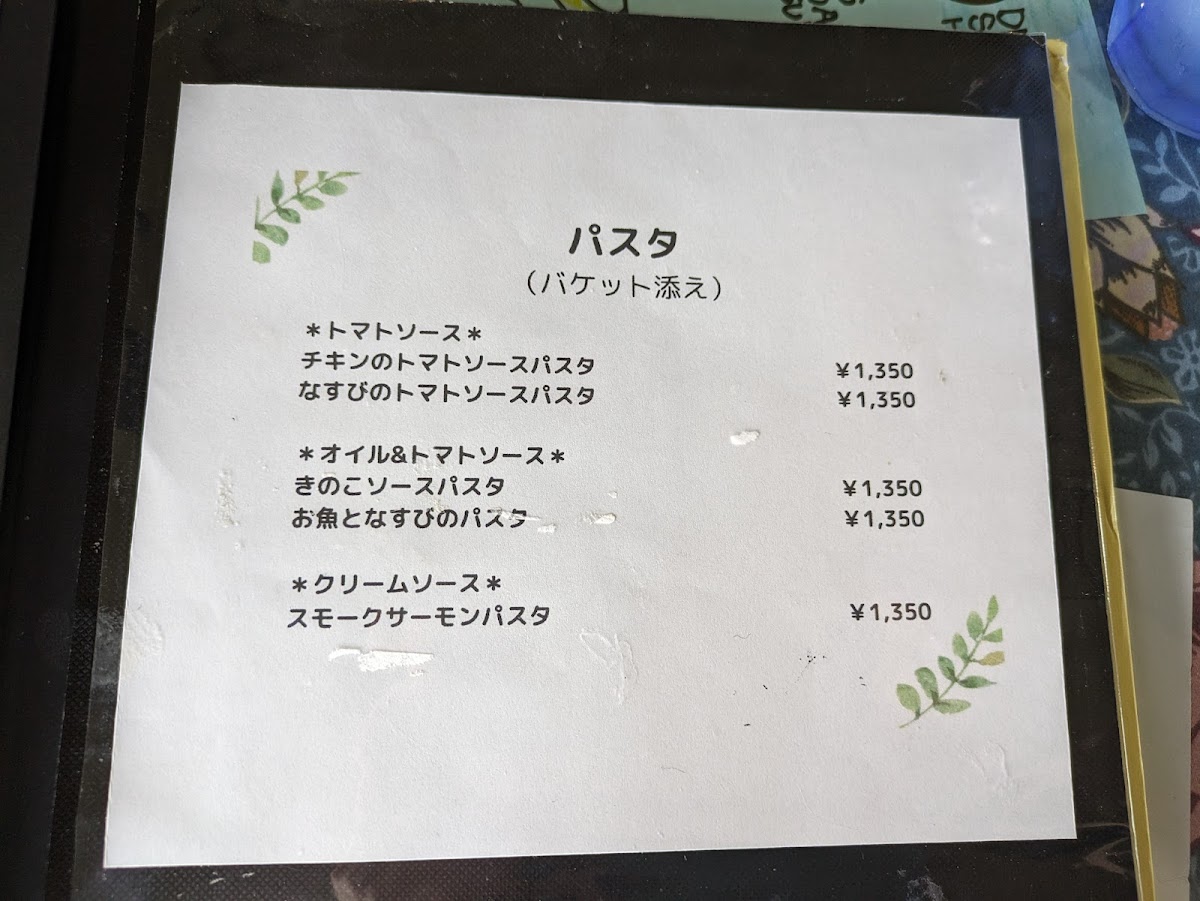 パスタ
（バケット添え）
＊トマトソース＊
チキンのトマトソースパスタ ¥1,350
なすびのトマトソースパスタ ¥1,350
＊オイル&トマトソース＊
きのこソースパスタ ¥1,350
お魚となすびのパスタ ¥1,350
＊クリームソース＊
スモークサーモンパスタ ¥1,350